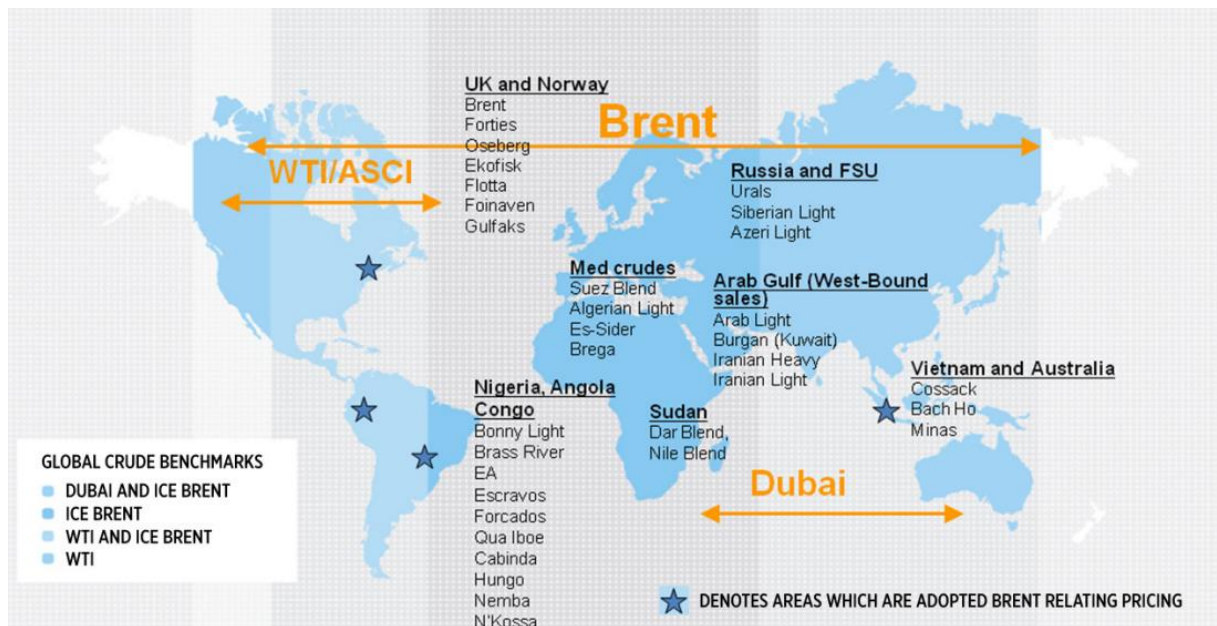 UK and Norway
Brent
Forties
Oseberg
Ekofisk
Flotta
Foinaven
Gulfaks
Brent
WTI/ASCI
Russia and FSU
Urals
Siberian Light
Azeri Light
Med crudes
Suez Blend
Algerian Light
Es-Sider
Brega
Arab Gulf (West-Bound
sales)
Arab Light
Burgan (Kuwait)
Iranian Heavy
Iranian Light
Vietnam and Australia
Cossack
Bach Ho
Minas
Nigeria, Angola
Congo
Bonny Light
Brass River
EA
Escravos
Forcados
Qua Iboe
Cabinda
Hungo
Nemba
N'Kossa
Sudan
Dar Blend,
Nile Blend
Dubai
GLOBAL CRUDE BENCHMARKS
DUBAI AND ICE BRENT
ICE BRENT
WTI AND ICE BRENT
WTI
DENOTES AREAS WHICH ARE ADOPTED BRENT RELATING PRICING